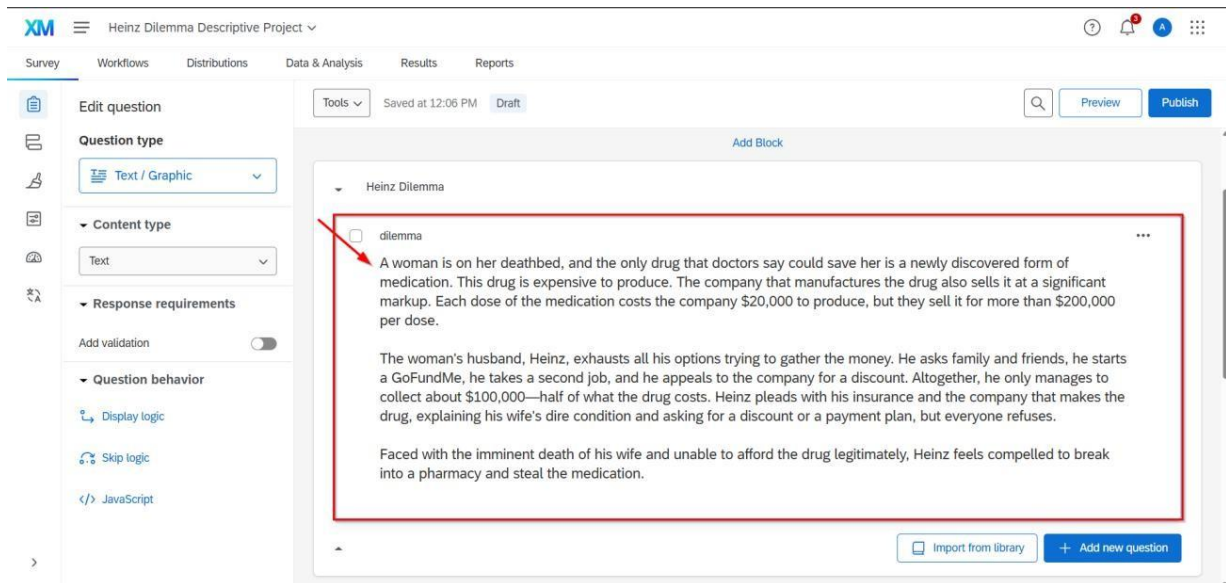 XM
Heinz Dilemma Descriptive Project
3
A
Survey
Workflows
Distributions
Data & Analysis
Results
Reports
Edit question
Question type
Text / Graphic
Content type
Text
Response requirements
Add validation
Question behavior
Display logic
Skip logic
</> JavaScript
Tools
Saved at 12:06 PM
Draft
Preview
Publish
Add Block
Heinz Dilemma
dilemma
A woman is on her deathbed, and the only drug that doctors say could save her is a newly discovered form of
medication. This drug is expensive to produce. The company that manufactures the drug also sells it at a significant
markup. Each dose of the medication costs the company $20,000 to produce, but they sell it for more than $200,000
per dose.
The woman's husband, Heinz, exhausts all his options trying to gather the money. He asks family and friends, he starts
a GoFundMe, he takes a second job, and he appeals to the company for a discount. Altogether, he only manages to
collect about $100,000—half of what the drug costs. Heinz pleads with his insurance and the company that makes the
drug, explaining his wife's dire condition and asking for a discount or a payment plan, but everyone refuses.
Faced with the imminent death of his wife and unable to afford the drug legitimately, Heinz feels compelled to break
into a pharmacy and steal the medication.
Import from library
+ Add new question